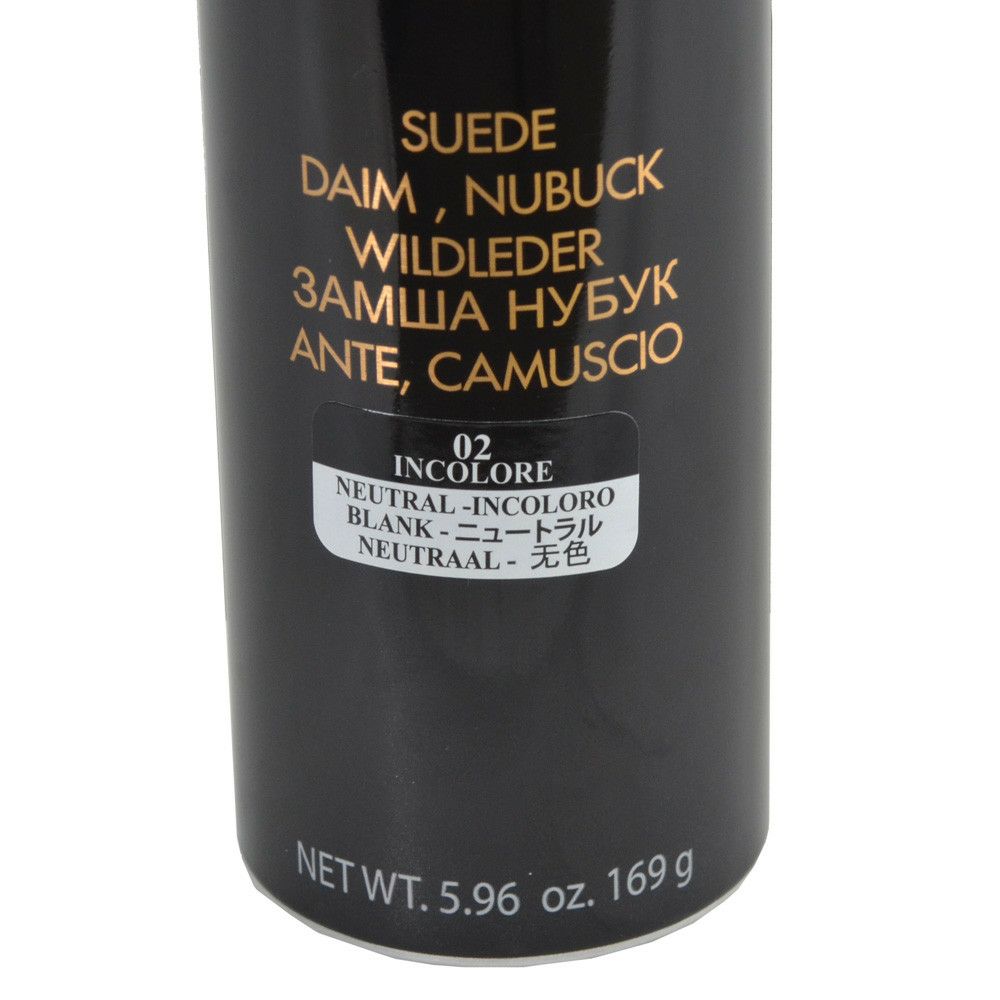 SUEDE
DAIM , NUBUCK
WILDLEDER
ЗАМША НУБУК
ANTE, CAMUSCIO
02
INCOLORE
NEUTRAL -INCOLORO
BLANK - ニュートラル
NEUTRAAL - 无色
NET WT. 5.96 oz. 169 g